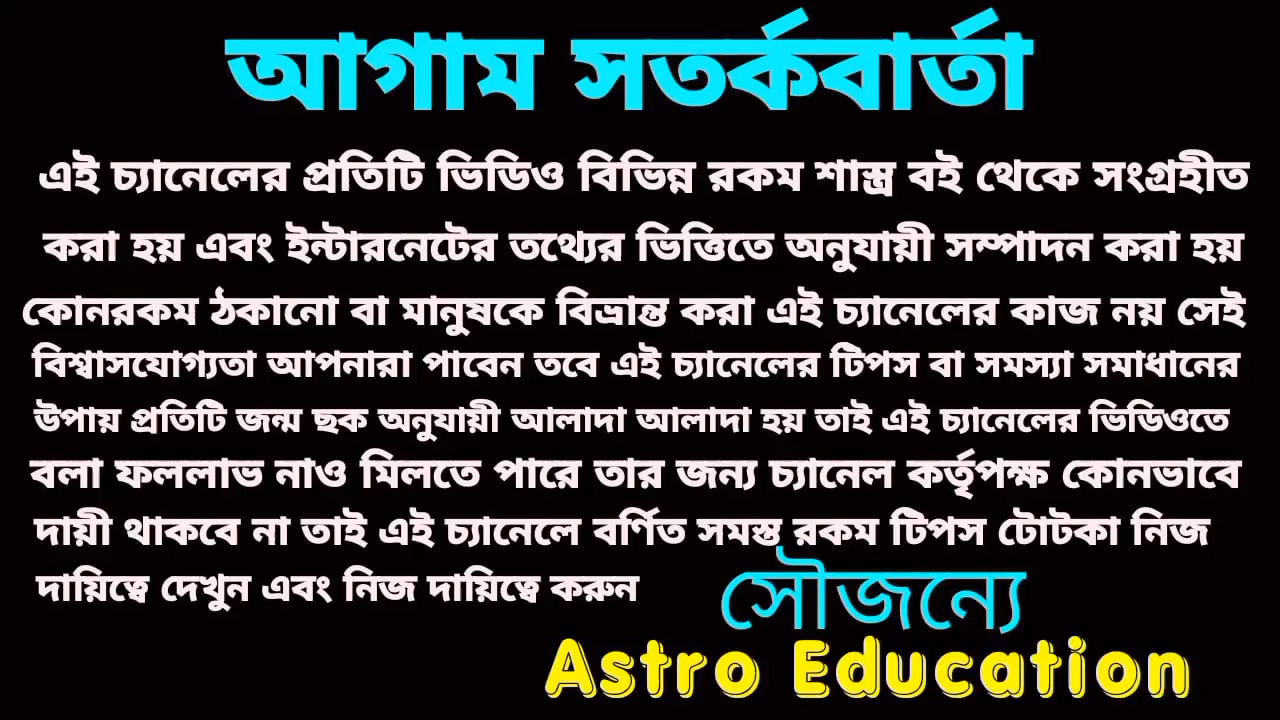 আগাম সতর্কবার্তা
এই চ্যানেলের প্রতিটি ভিডিও বিভিন্ন রকম শাস্ত্র বই থেকে সংগ্রহীত
করা হয় এবং ইন্টারনেটের তথ্যের ভিত্তিতে অনুযায়ী সম্পাদন করা হয়
কোনরকম ঠকানো বা মানুষকে বিভ্রান্ত করা এই চ্যানেলের কাজ নয় সেই
বিশ্বাসযোগ্যতা আপনারা পাবেন তবে এই চ্যানেলের টিপস বা সমস্যা সমাধানের
উপায় প্রতিটি জন্ম ছক অনুযায়ী আলাদা আলাদা হয় তাই এই চ্যানেলের ভিডিওতে
বলা ফললাভ নাও মিলতে পারে তার জন্য চ্যানেল কর্তৃপক্ষ কোনভাবে
দায়ী থাকবে না তাই এই চ্যানেলে বর্ণিত সমস্ত রকম টিপস টোটকা নিজ
দায়িত্বে দেখুন এবং নিজ দায়িত্বে করুন
সৌজন্যে
Astro Education